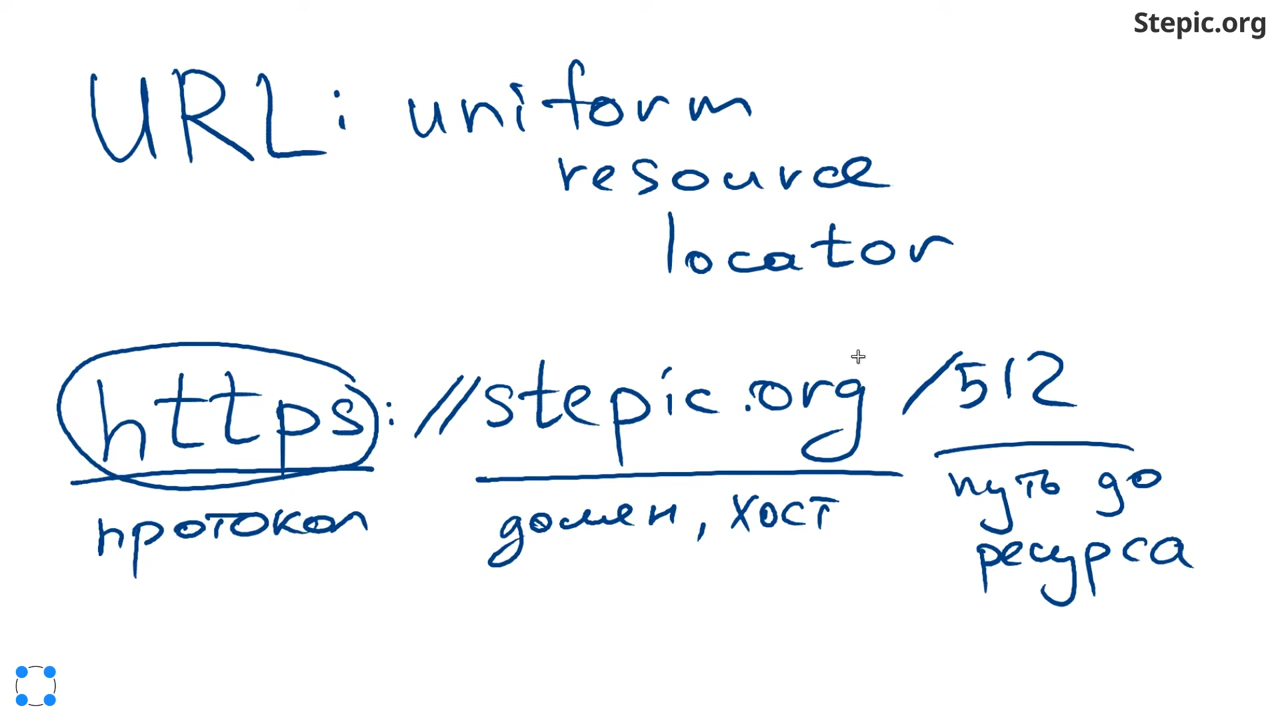 Stepic.org
URL: uniform
resource
locator
https://stepic.org/512
протокол
домен, хост
путь до
ресурса